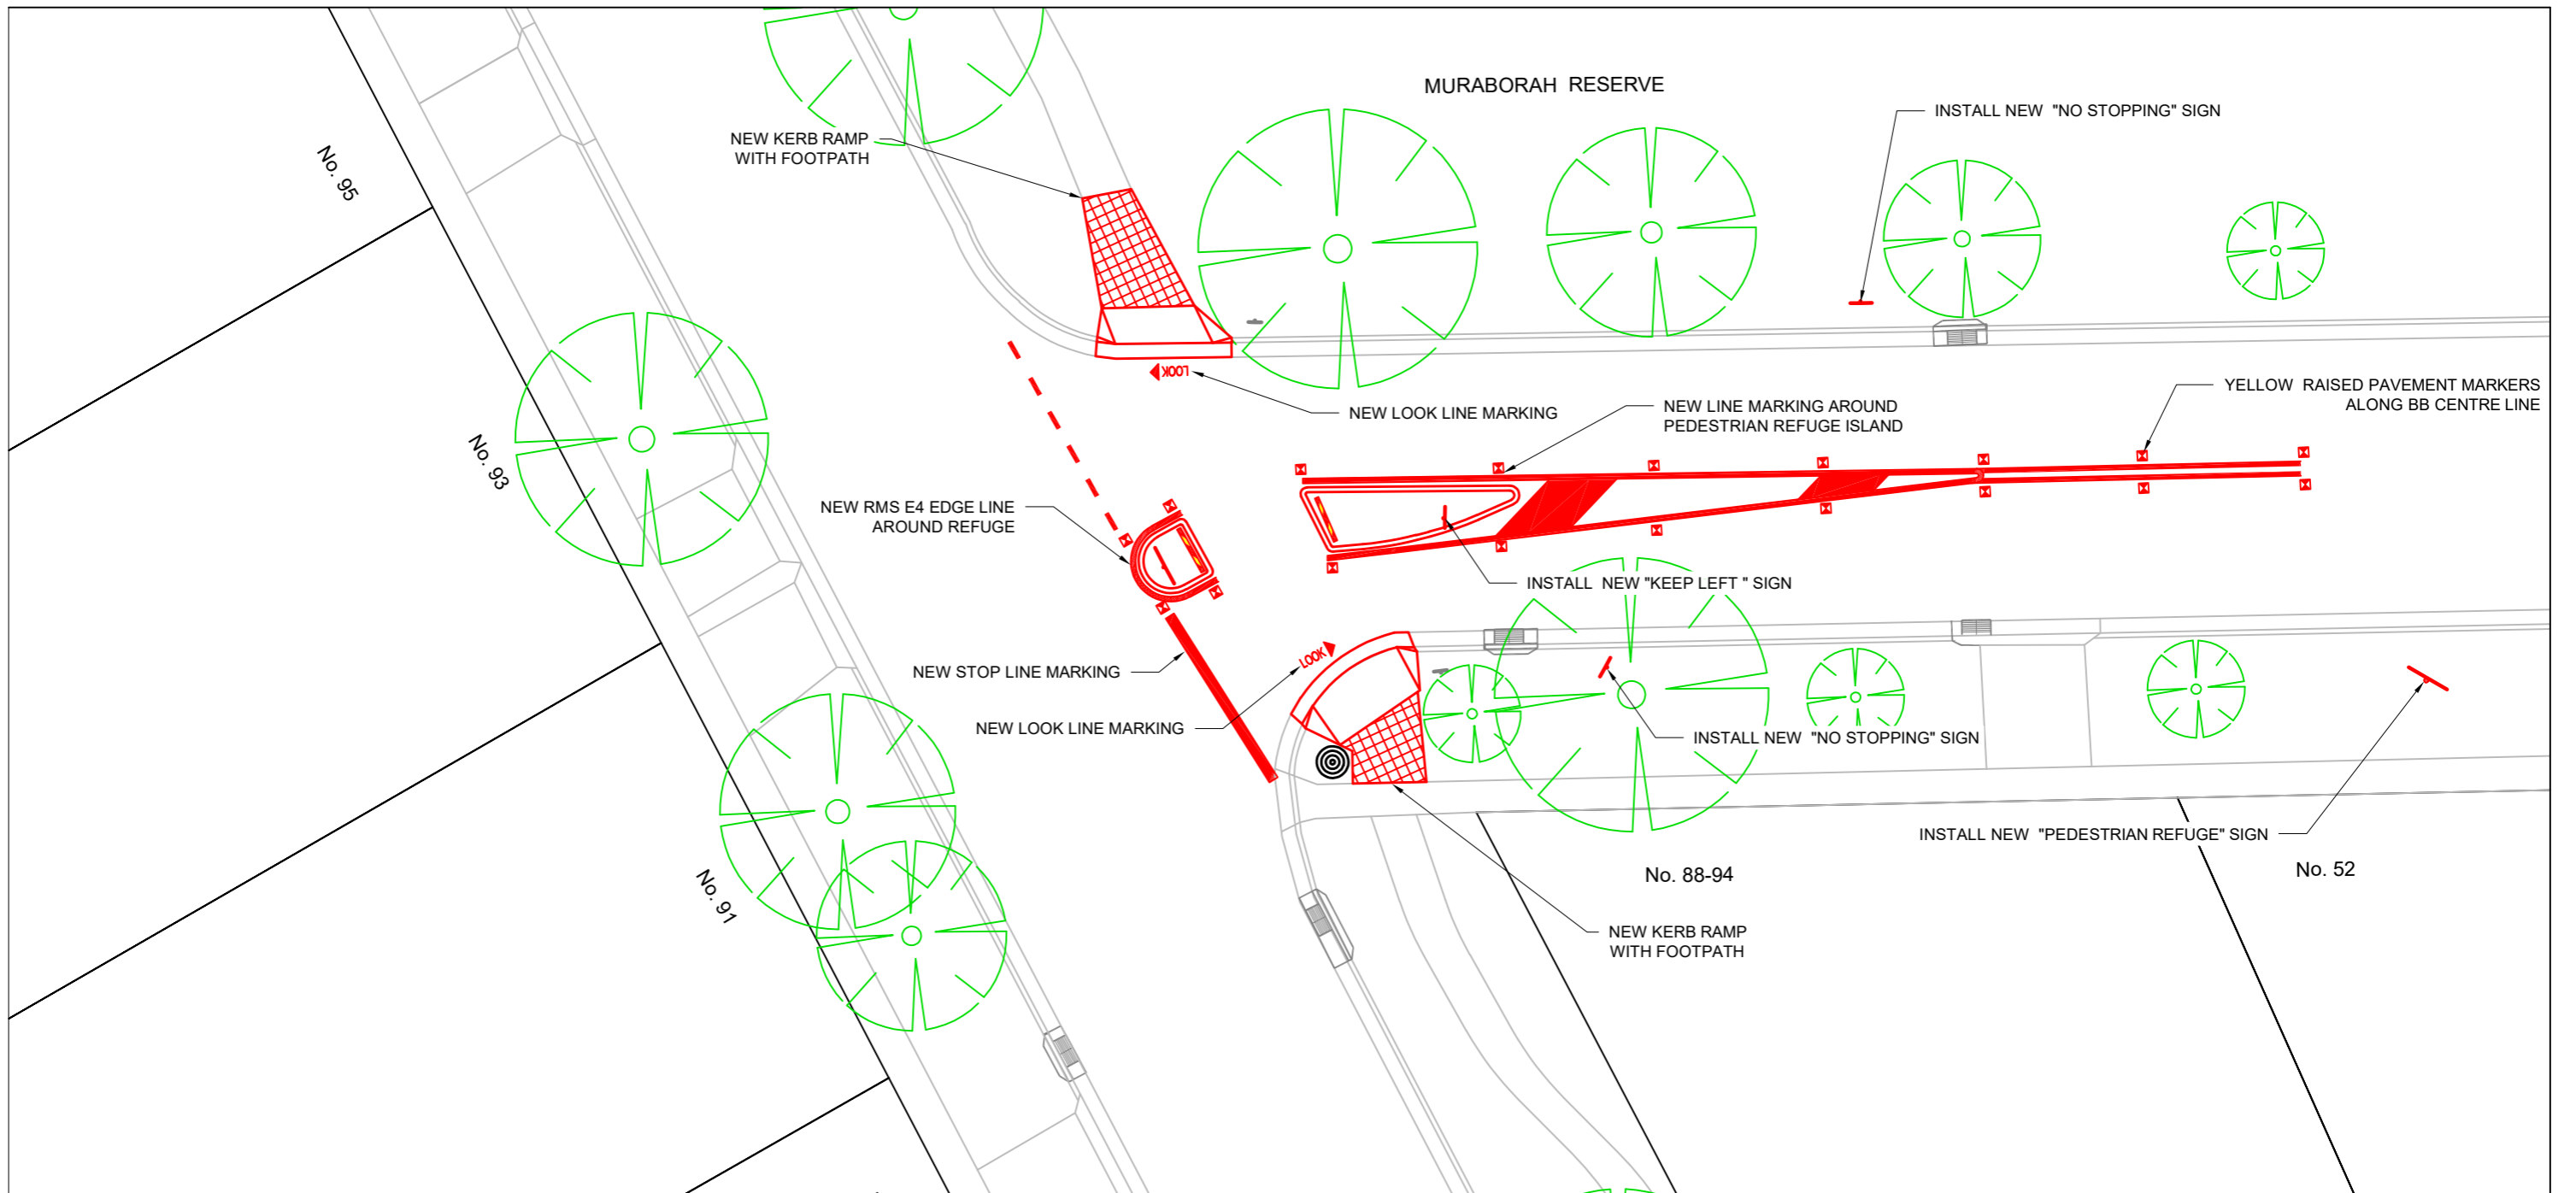 MURABORAH RESERVE
INSTALL NEW "NO STOPPING" SIGN
NEW KERB RAMP
WITH FOOTPATH
No. 95
LOOK
NEW LOOK LINE MARKING
NEW LINE MARKING AROUND
PEDESTRIAN REFUGE ISLAND
YELLOW RAISED PAVEMENT MARKERS
ALONG BB CENTRE LINE
No. 93
NEW RMS E4 EDGE LINE
AROUND REFUGE
INSTALL NEW "KEEP LEFT " SIGN
LOOK
NEW STOP LINE MARKING
NEW LOOK LINE MARKING
INSTALL NEW "NO STOPPING" SIGN
INSTALL NEW "PEDESTRIAN REFUGE" SIGN
No. 88-94
No. 52
No. 91
NEW KERB RAMP
WITH FOOTPATH